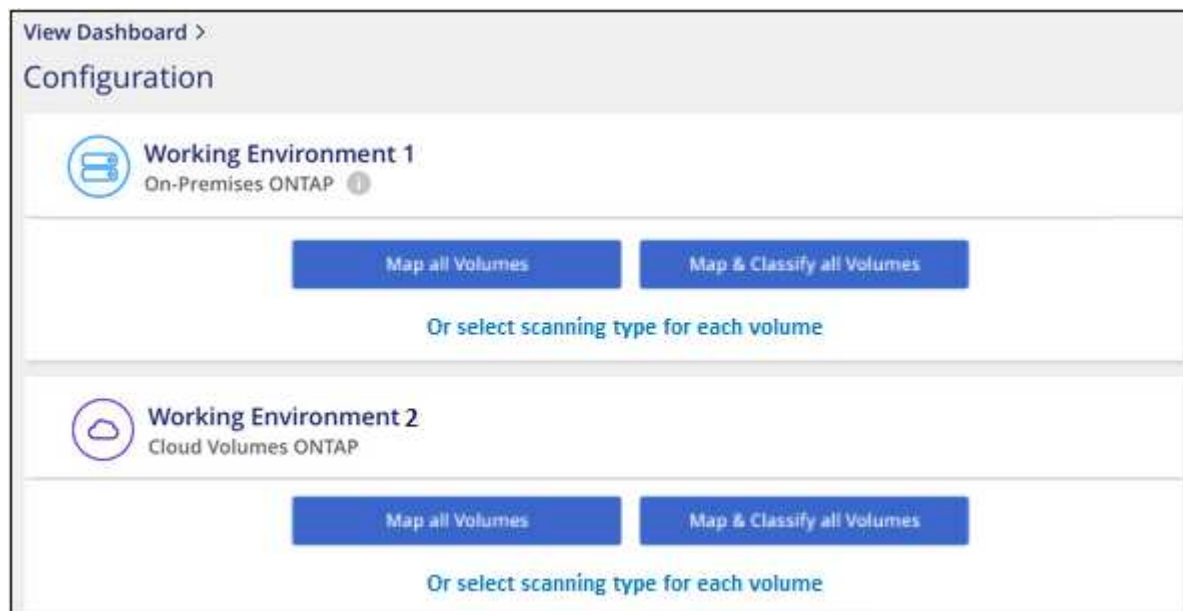 View Dashboard >
Configuration
Working Environment 1
On-Premises ONTAP i
Map all Volumes
Map & Classify all Volumes
Or select scanning type for each volume
Working Environment 2
Cloud Volumes ONTAP
Map all Volumes
Map & Classify all Volumes
Or select scanning type for each volume